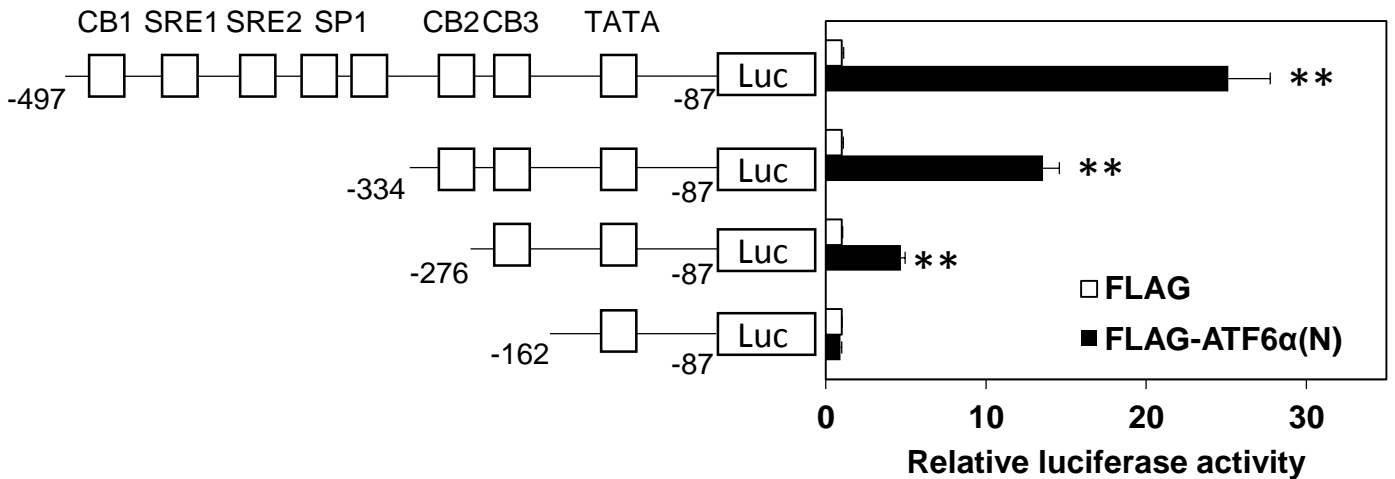 CB1 SRE1 SRE2 SP1 CB2 CB3 TATA
-497 -87 Luc **
-334 -87 Luc **
-276 -87 Luc **
-162 -87 Luc
FLAG
FLAG-ATF6α(N)
0 10 20 30
Relative luciferase activity